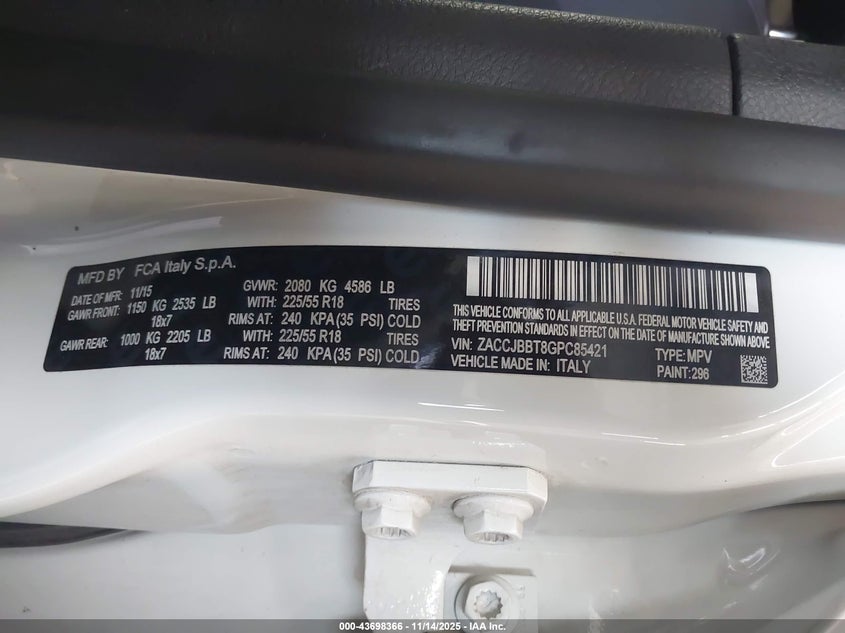 MFD BY FCA Italy S.p.A.
DATE OF MFR: 11/15 GVWR: 2080 KG 4586 LB
GAWR FRONT: 1150 KG 2535 LB WITH: 225/55 R18 TIRES
18x7 RIMS AT: 240 KPA(35 PSI) COLD
GAWR REAR: 1000 KG 2205 LB WITH: 225/55 R18 TIRES
18x7 RIMS AT: 240 KPA(35 PSI) COLD
THIS VEHICLE CONFORMS TO ALL APPLICABLE U.S.A. FEDERAL MOTOR VEHICLE SAFETY AND
THEFT PREVENTION STANDARDS IN EFFECT ON THE DATE OF MANUFACTURE SHOWN ABOVE.
VIN: ZACCJBBT8GPC85421 TYPE: MPV
VEHICLE MADE IN: ITALY PAINT: 296
000-43698366 - 11/14/2025 - IAA Inc.